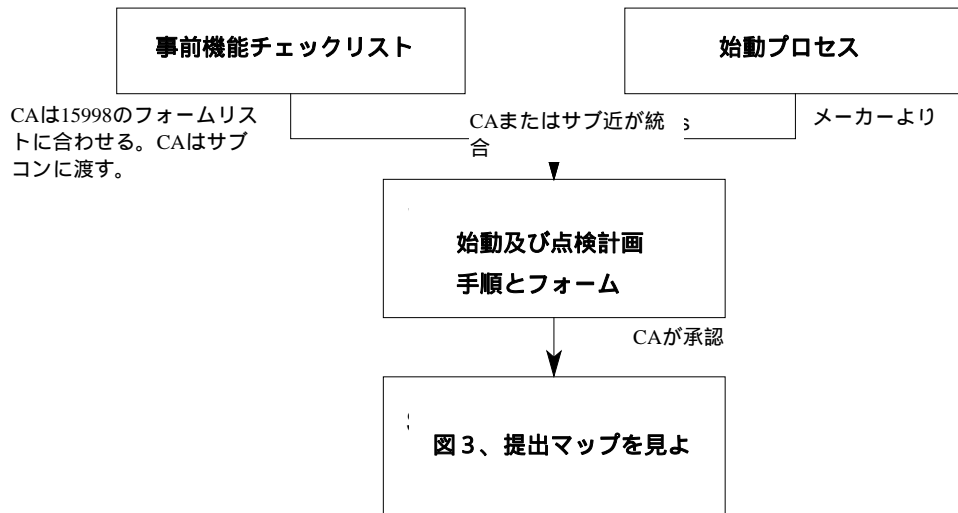 事前機能チェックリスト
始動プロセス
CAは15998のフォームリス
トに合わせる。CAはサブ
コンに渡す。
CAまたはサブ近が統
合
メーカーより
始動及び点検計画
手順とフォーム
CAが承認
図３、提出マップを見よ